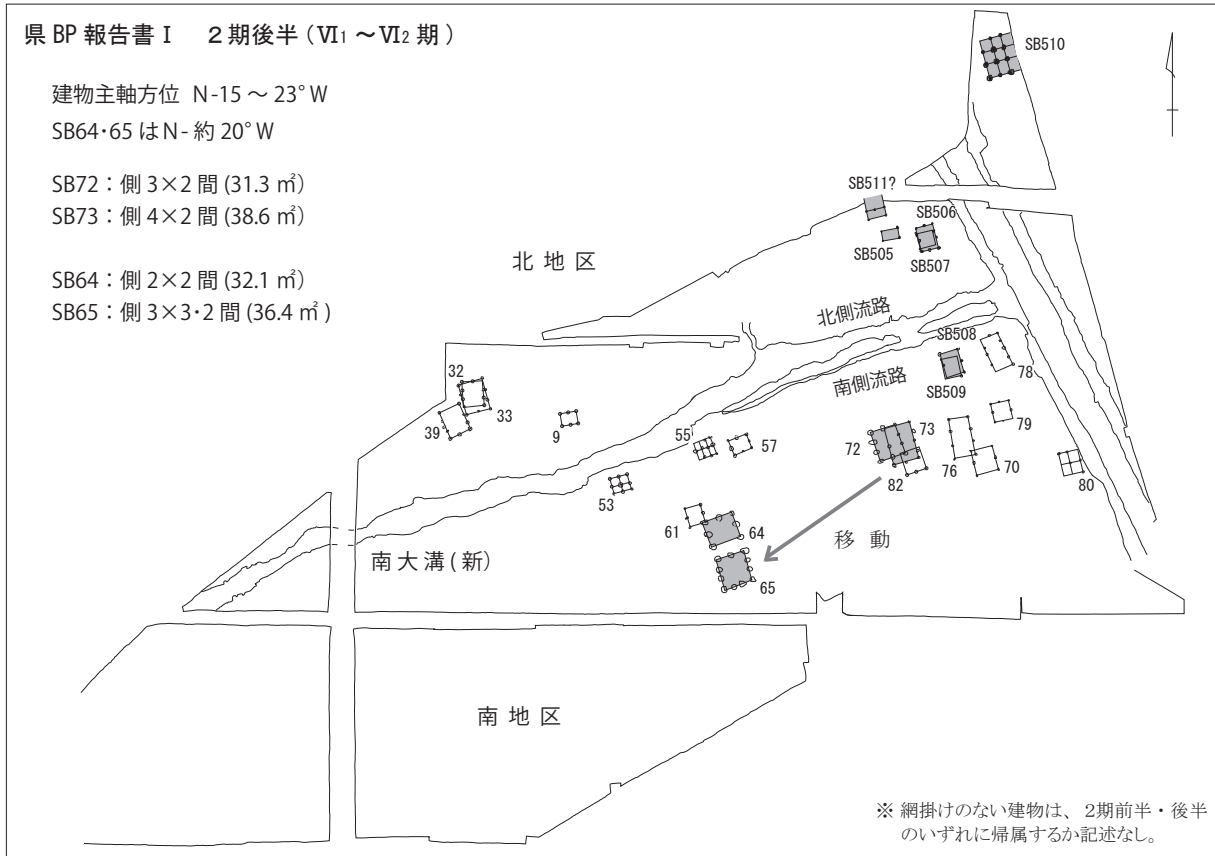 県 BP 報告書 Ⅰ　２期後半 ( Ⅵ₁ ～ Ⅵ₂ 期 )
建物主軸方位 N-15 ～ 23° W
SB64･65 は N- 約 20° W
SB72：側 3×2 間 (31.3 ㎡)
SB73：側 4×2 間 (38.6 ㎡)
SB64：側 2×2 間 (32.1 ㎡)
SB65：側 3×3･2 間 (36.4 ㎡ )
SB510
SB511?
SB506
SB505
SB507
北 地 区
北側流路
SB508
78
南側流路
SB509
32
33
39
9
79
55
57
73
72
82
76
70
80
53
61
64
移 動
南 大 溝 ( 新 )
65
南 地 区
※ 網掛けのない建物は、 2期前半・後半
のいずれに帰属するか記述なし。